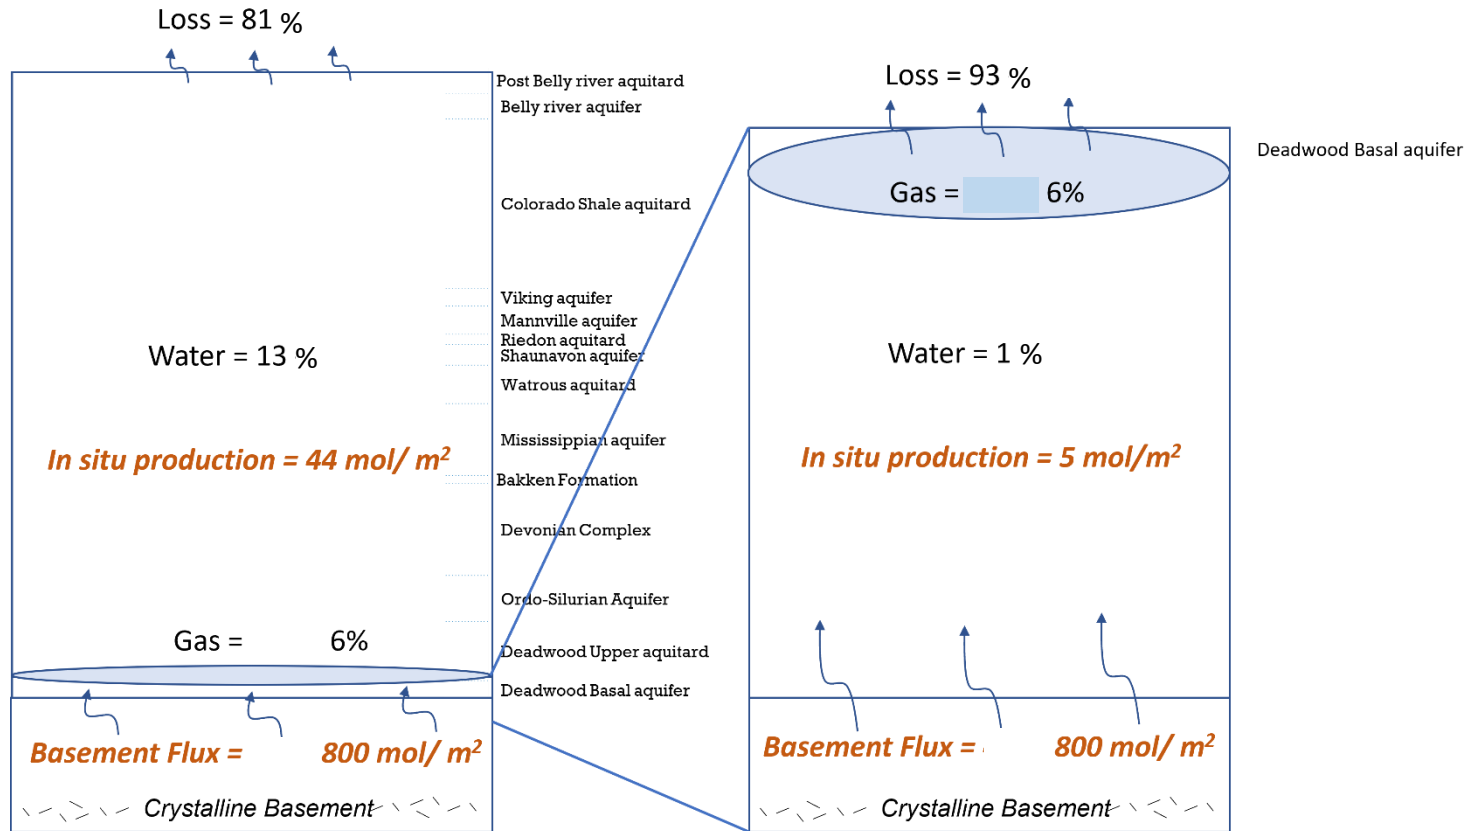 Loss = 81 %
Post Belly river aquitard
Belly river aquifer
Colorado Shale aquitard
Viking aquifer
Mannville aquifer
Riedon aquitard
Shaunavon aquifer
Watrous aquitard
Mississippian aquifer
Bakken Formation
Devonian Complex
Ordo-Silurian Aquifer
Deadwood Upper aquitard
Deadwood Basal aquifer
Water = 13 %
In situ production = 44 mol/ m²
Gas = 6%
Basement Flux = 800 mol/ m²
Crystalline Basement
Loss = 93 %
Deadwood Basal aquifer
Gas = 6%
Water = 1 %
In situ production = 5 mol/m²
Basement Flux = 800 mol/ m²
Crystalline Basement